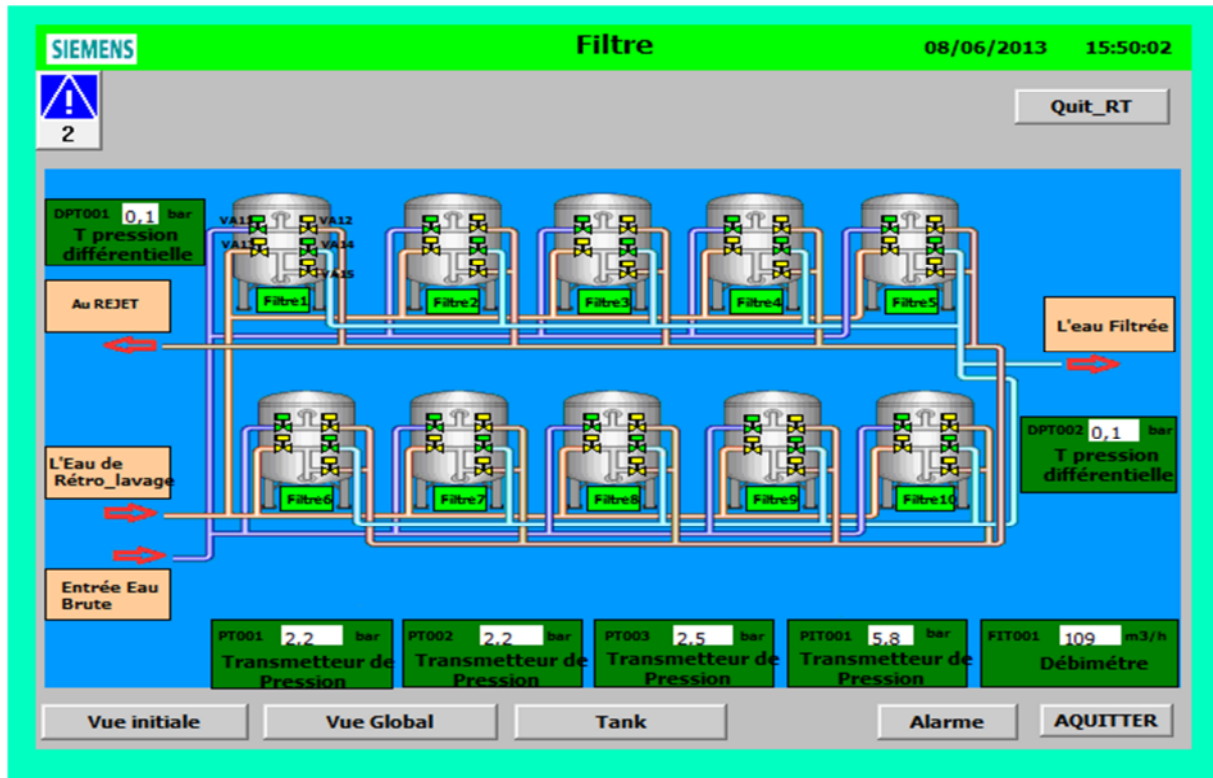 SIEMENS
Filtre
08/06/2013 15:50:02
2
Quit_RT
DPT001 0,1 bar
T pression
différentielle
VA11 VA12
VA13 VA14
VA15
Filtre1
Filtre2
Filtre3
Filtre4
Filtre5
Au REJET
L'eau Filtrée
L'Eau de
Rétro_lavage
Filtre6
Filtre7
Filtre8
Filtre9
Filtre10
DPT002 0,1 bar
T pression
différentielle
Entrée Eau
Brute
PT001 2,2 bar
Transmetteur de
Pression
PT002 2,2 bar
Transmetteur de
Pression
PT003 2,5 bar
Transmetteur de
Pression
PIT001 5,8 bar
Transmetteur de
Pression
FIT001 109 m3/h
Débimétre
Vue initiale
Vue Global
Tank
Alarme
AQUITTER